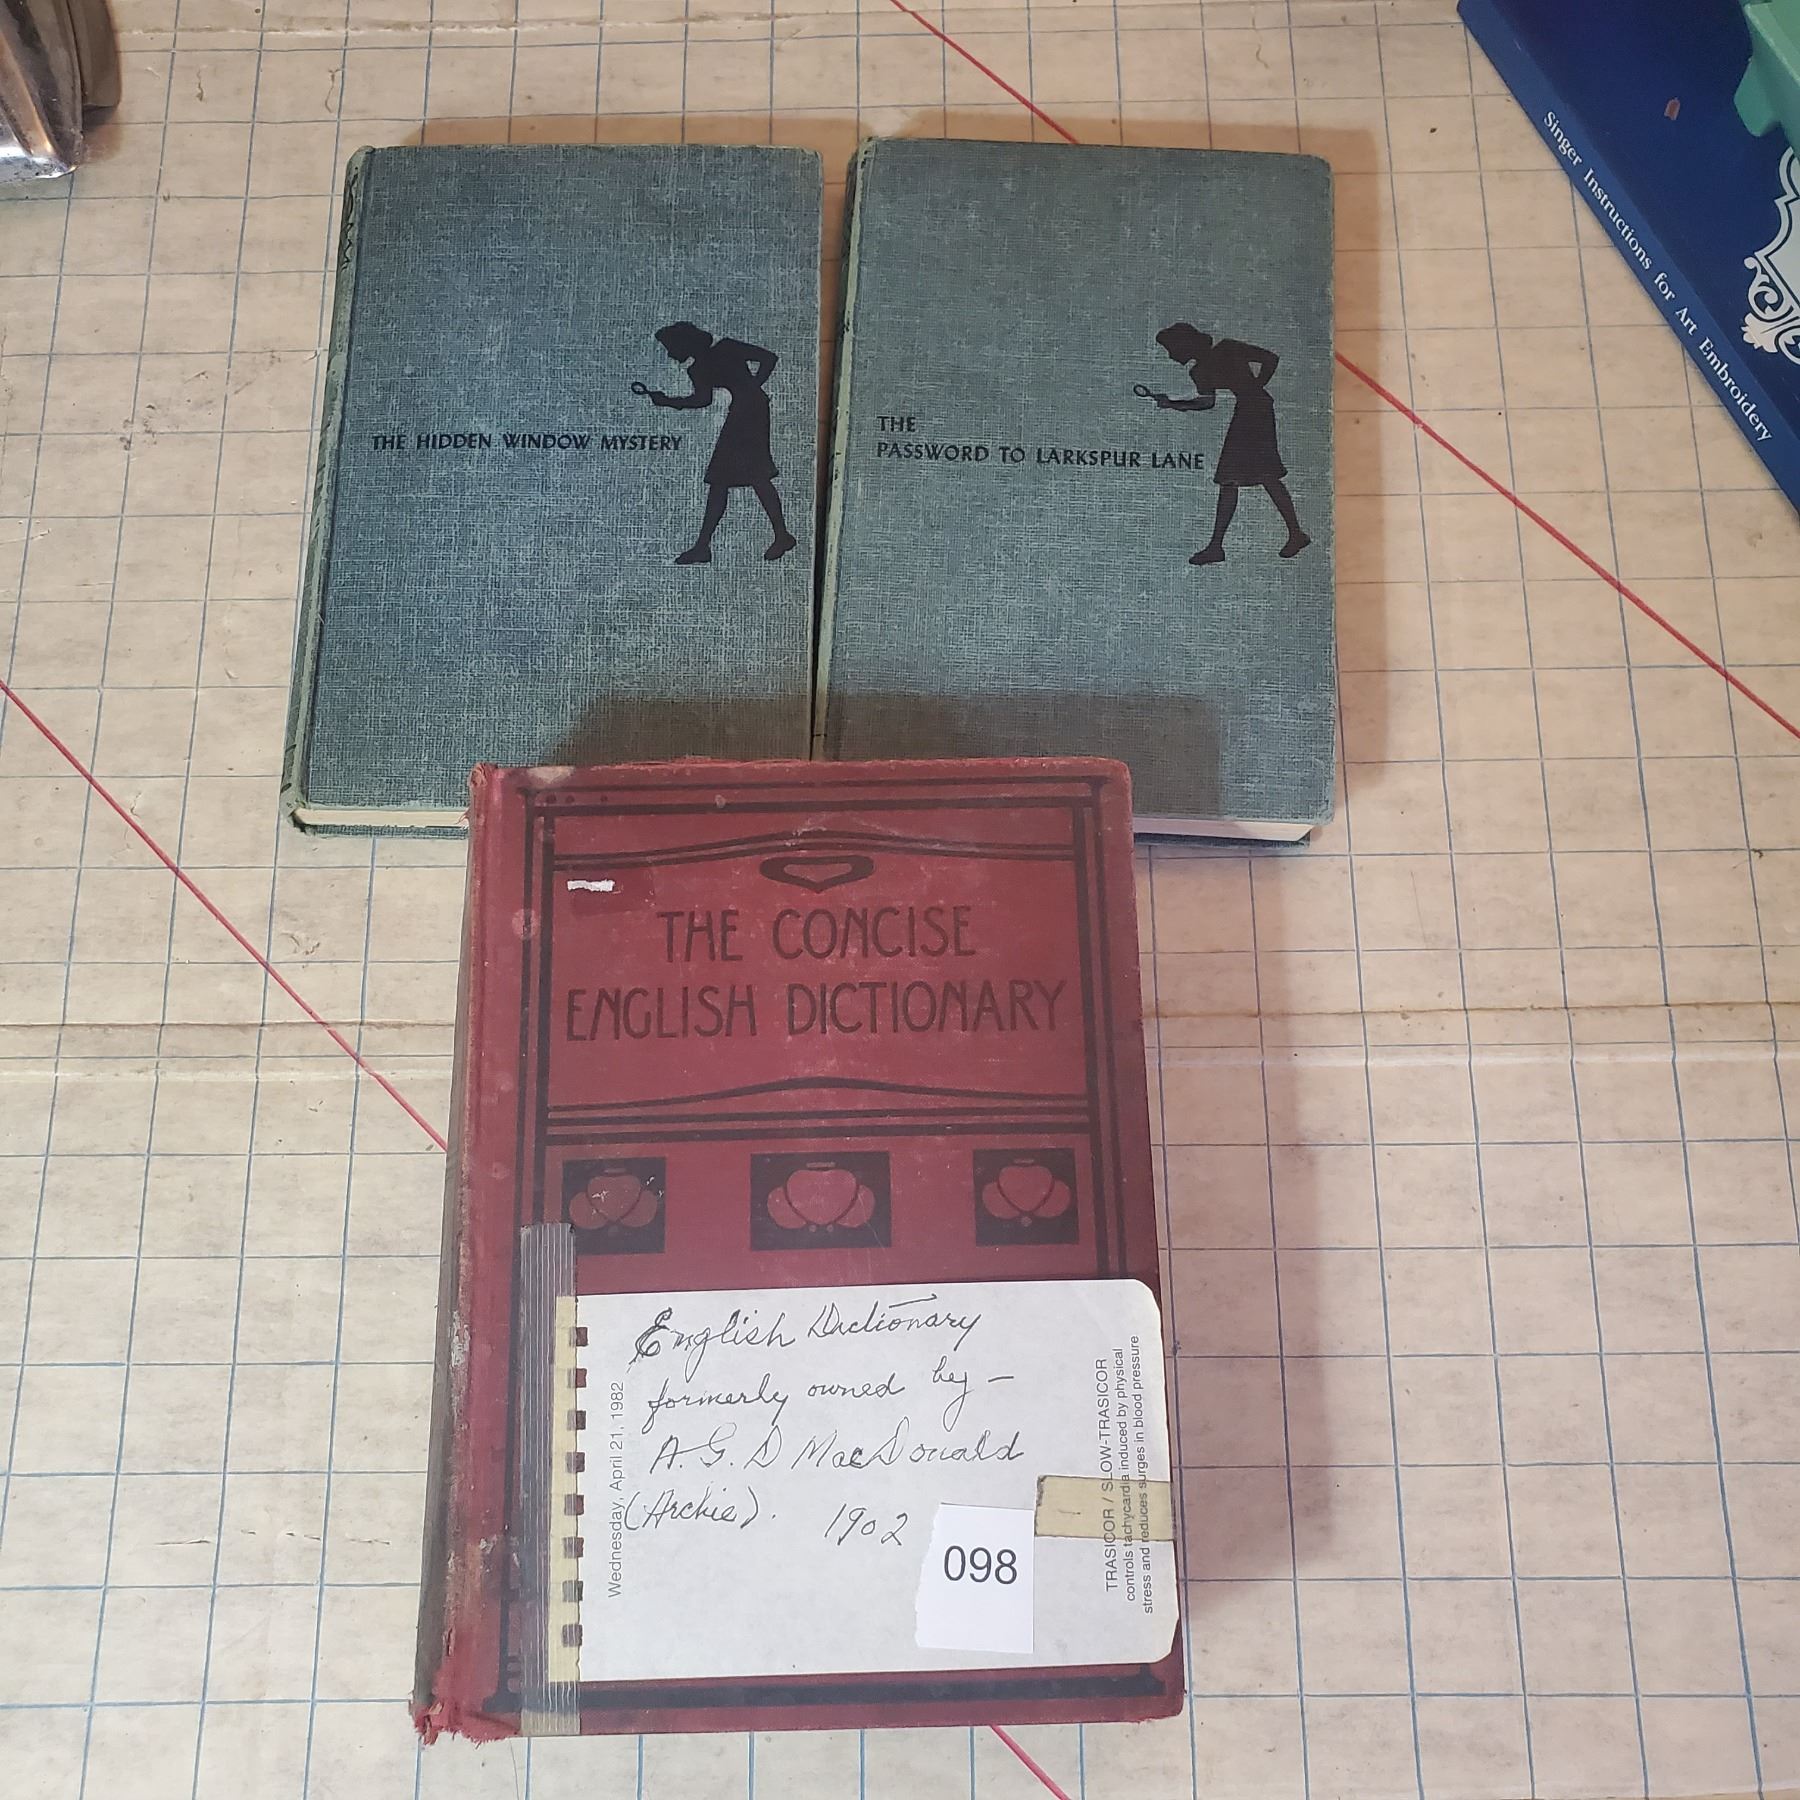 THE HIDDEN WINDOW MYSTERY
THE
PASSWORD TO LARKSPUR LANE
Singer Instructions for Art Embroidery
THE CONCISE
ENGLISH DICTIONARY
English Dictionary
formerly owned by –
A. G. D MacDonald
(Archie). 1902
098
Wednesday, April 21, 1982
TRASICOR / SLOW-TRASICOR
controls tachycardia induced by physical
stress and reduces surges in blood pressure